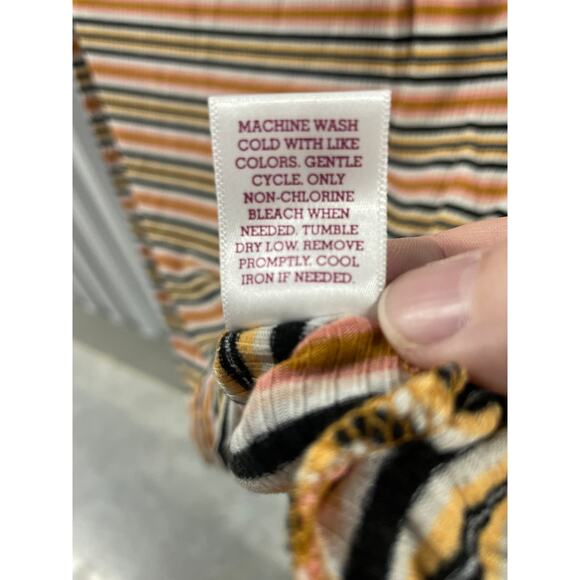 MACHINE WASH
COLD WITH LIKE
COLORS. GENTLE
CYCLE. ONLY
NON-CHLORINE
BLEACH WHEN
NEEDED. TUMBLE
DRY LOW. REMOVE
PROMPTLY. COOL
IRON IF NEEDED.